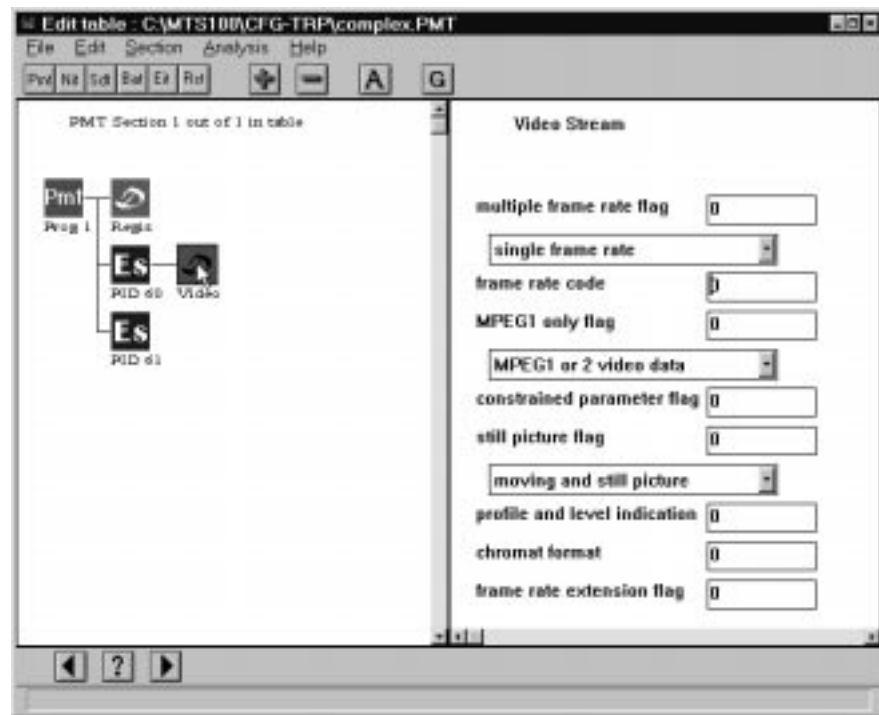 Edit table : C:\MTS100\CFG-TRP\complex.PMT
File Edit Section Analysis Help
Pmt Nit Sdt Bat Eit Rst A G
PMT Section 1 out of 1 in table
Pmt
Prog 1 Regis
Es
PID 60 Video
Es
PID 61
Video Stream
multiple frame rate flag 0
single frame rate
frame rate code 0
MPEG1 only flag 0
MPEG1 or 2 video data
constrained parameter flag 0
still picture flag 0
moving and still picture
profile and level indication 0
chromat format 0
frame rate extension flag 0
?